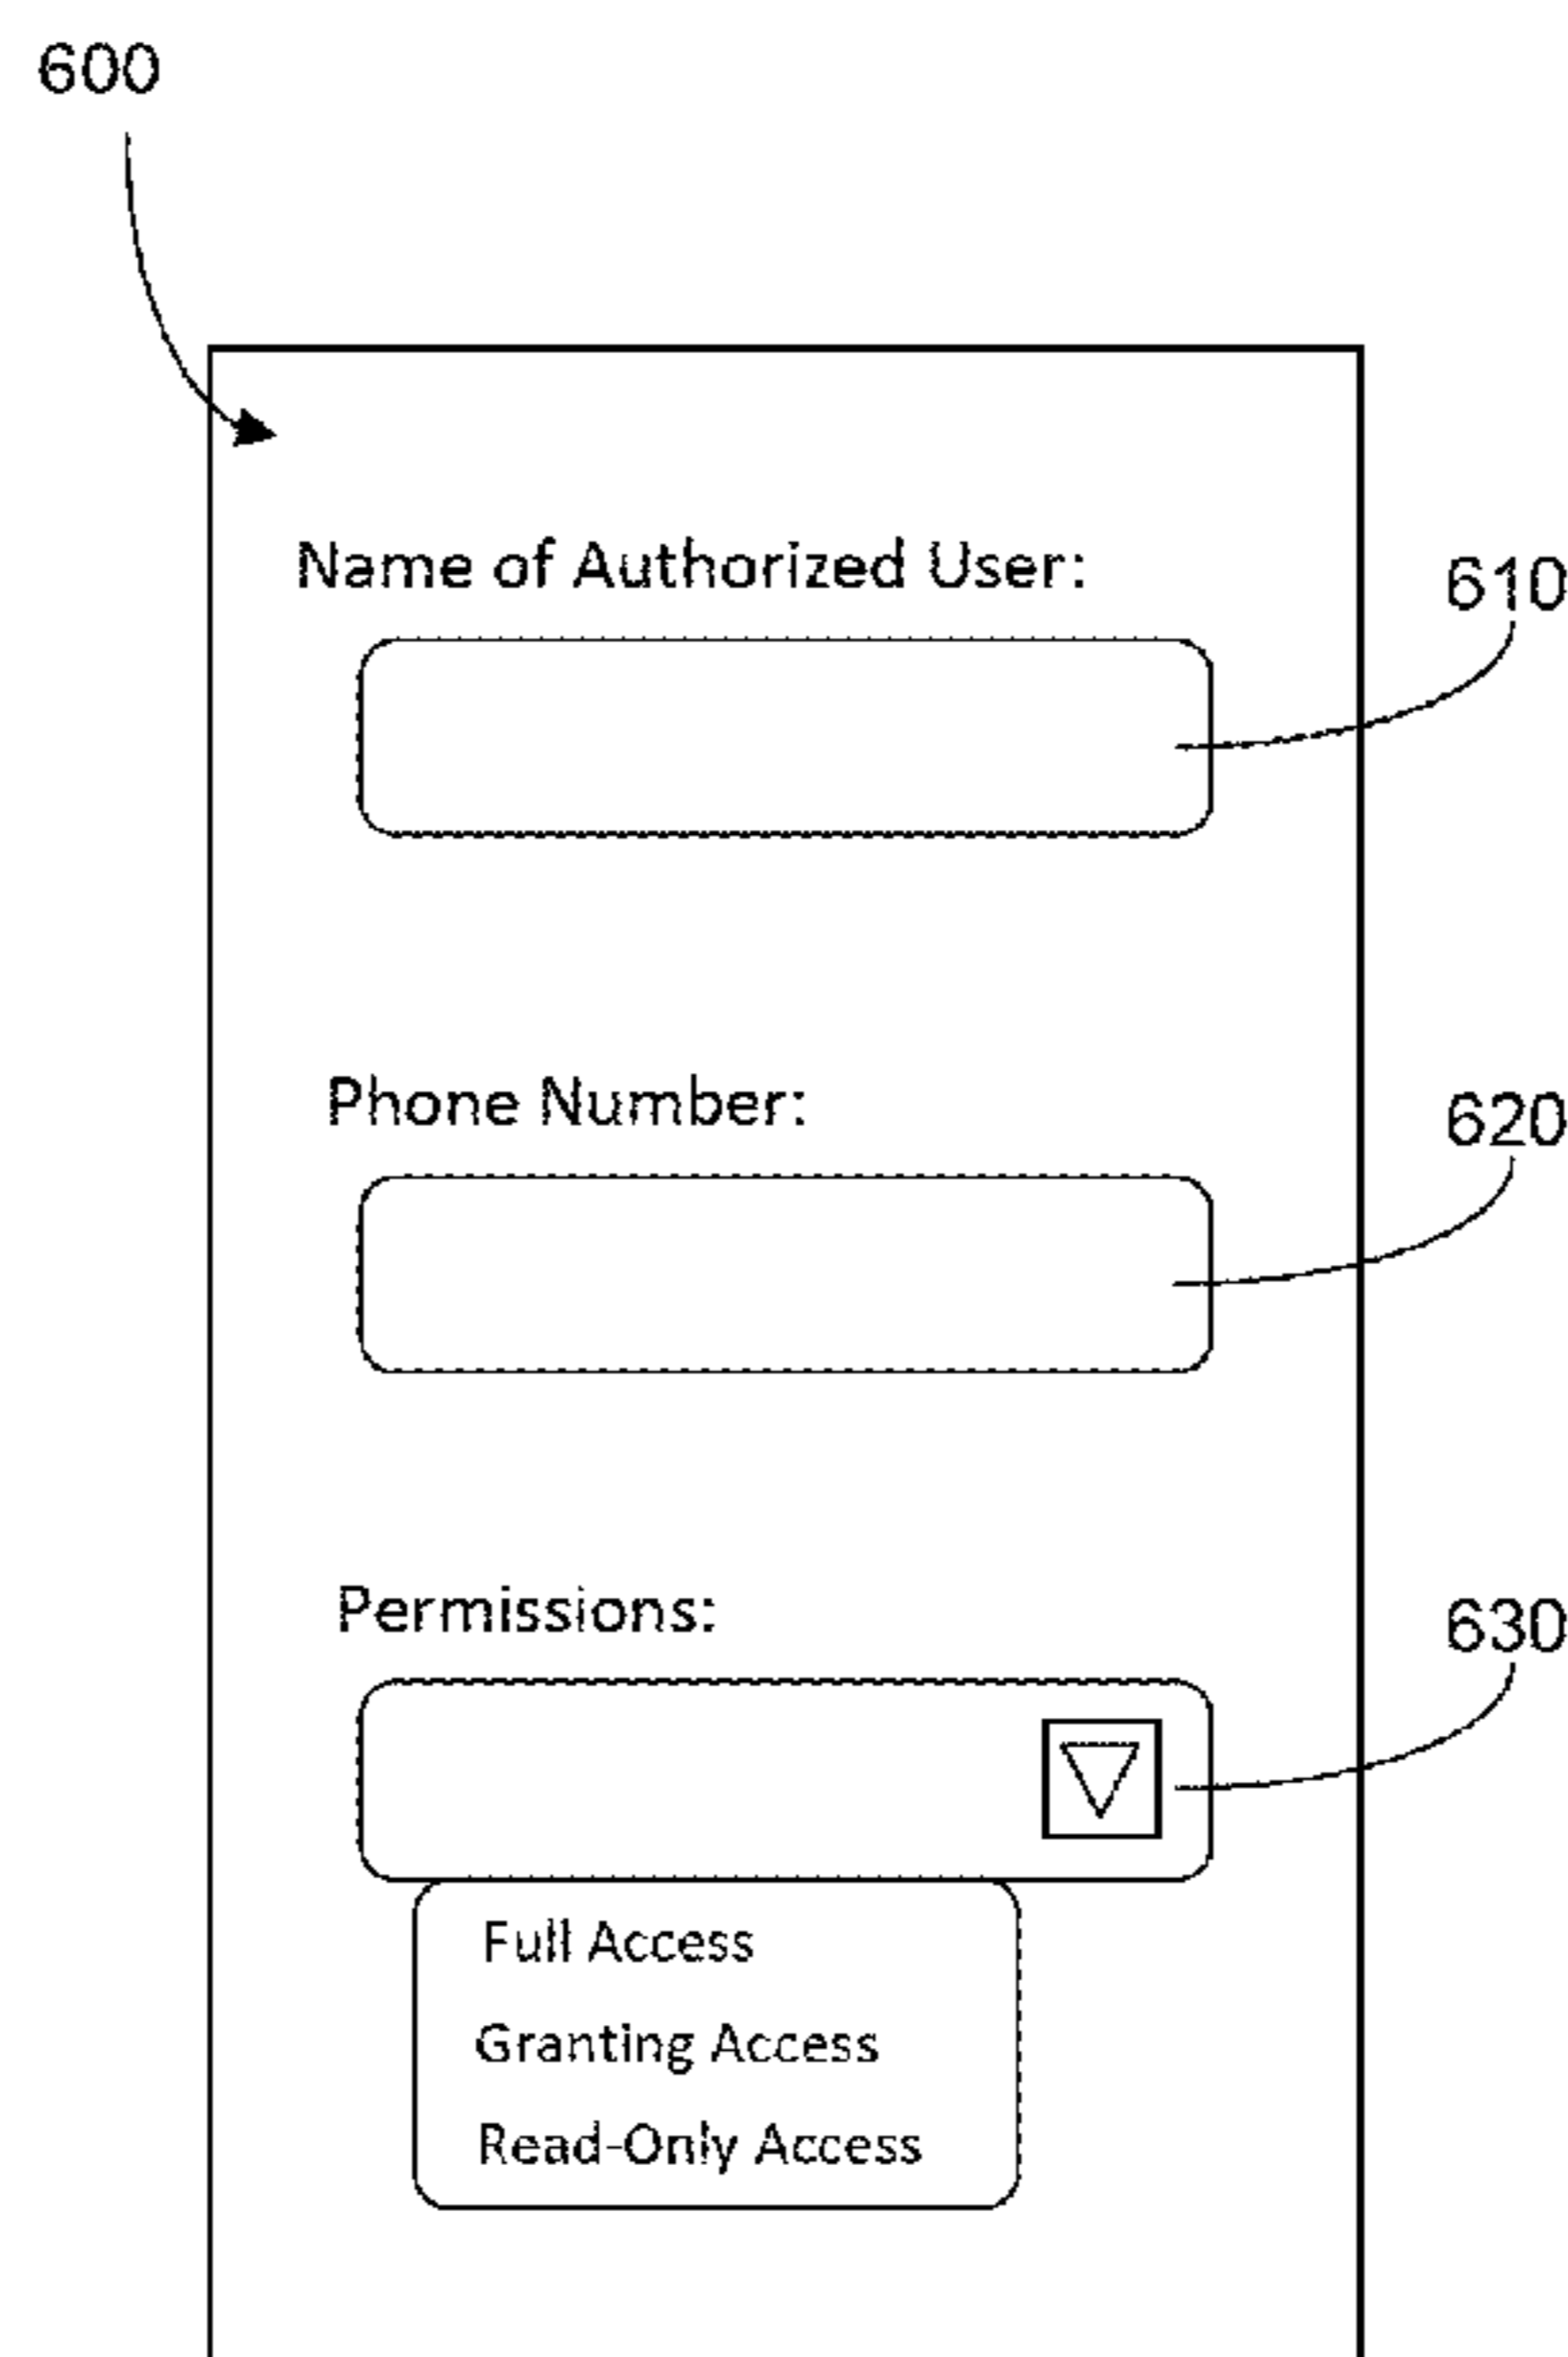 600
Name of Authorized User:
610
Phone Number:
620
Permissions:
630
Full Access
Granting Access
Read-Only Access